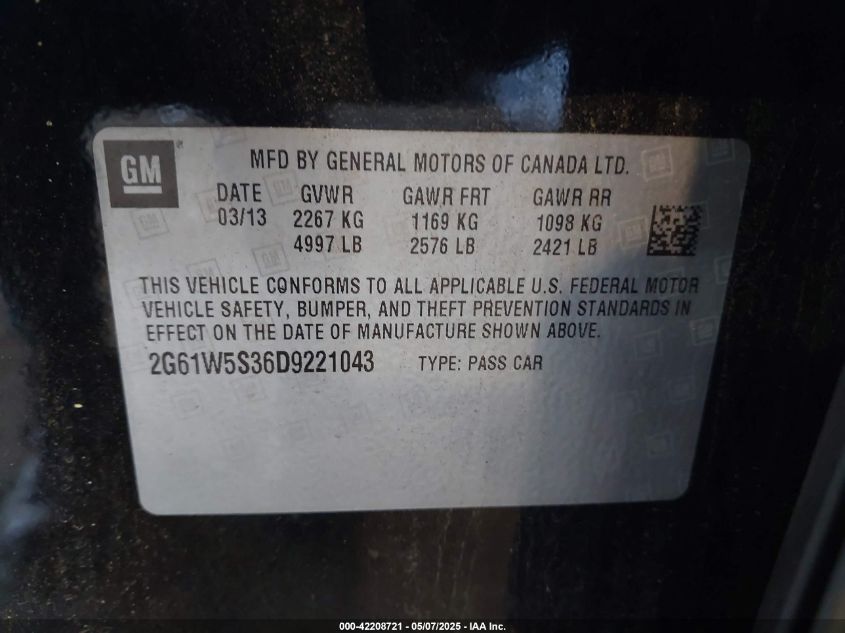 GM
MFD BY GENERAL MOTORS OF CANADA LTD.
DATE GVWR GAWR FRT GAWR RR
03/13 2267 KG 1169 KG 1098 KG
4997 LB 2576 LB 2421 LB
THIS VEHICLE CONFORMS TO ALL APPLICABLE U.S. FEDERAL MOTOR
VEHICLE SAFETY, BUMPER, AND THEFT PREVENTION STANDARDS IN
EFFECT ON THE DATE OF MANUFACTURE SHOWN ABOVE.
2G61W5S36D9221043 TYPE: PASS CAR
000-42208721 - 05/07/2025 - IAA Inc.